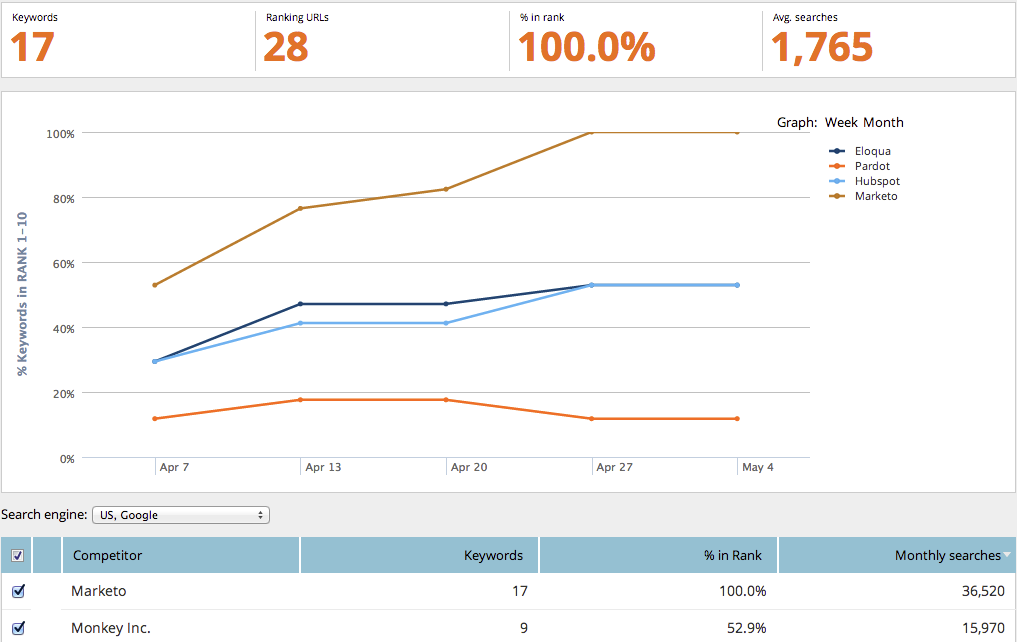 Keywords Ranking URLs % in rank Avg. searches
17 28 100.0% 1,765
Graph: Week Month
Eloqua
Pardot
Hubspot
Marketo
% Keywords in RANK 1-10
100%
80%
60%
40%
20%
0%
Apr 7 Apr 13 Apr 20 Apr 27 May 4
Search engine: US, Google
Competitor Keywords % in Rank Monthly searches
Marketo 17 100.0% 36,520
Monkey Inc. 9 52.9% 15,970